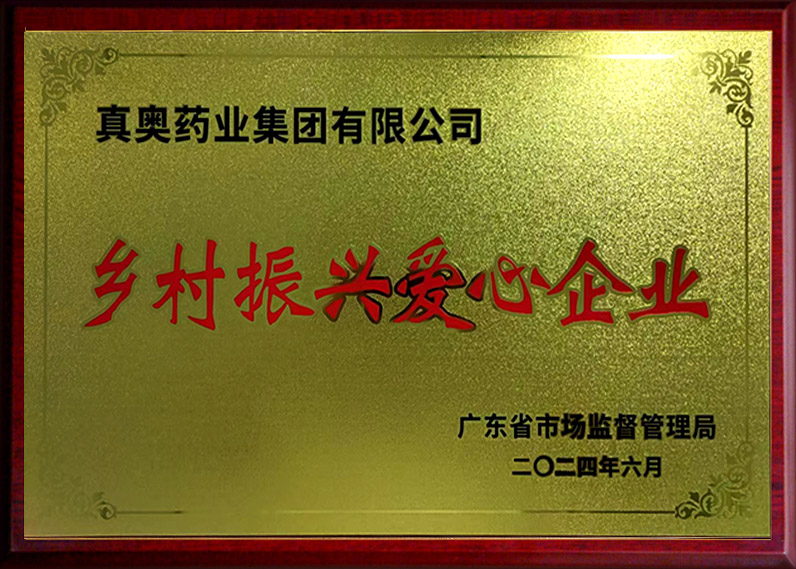 真奥药业集团有限公司
乡村振兴爱心企业
广东省市场监督管理局
二〇二四年六月